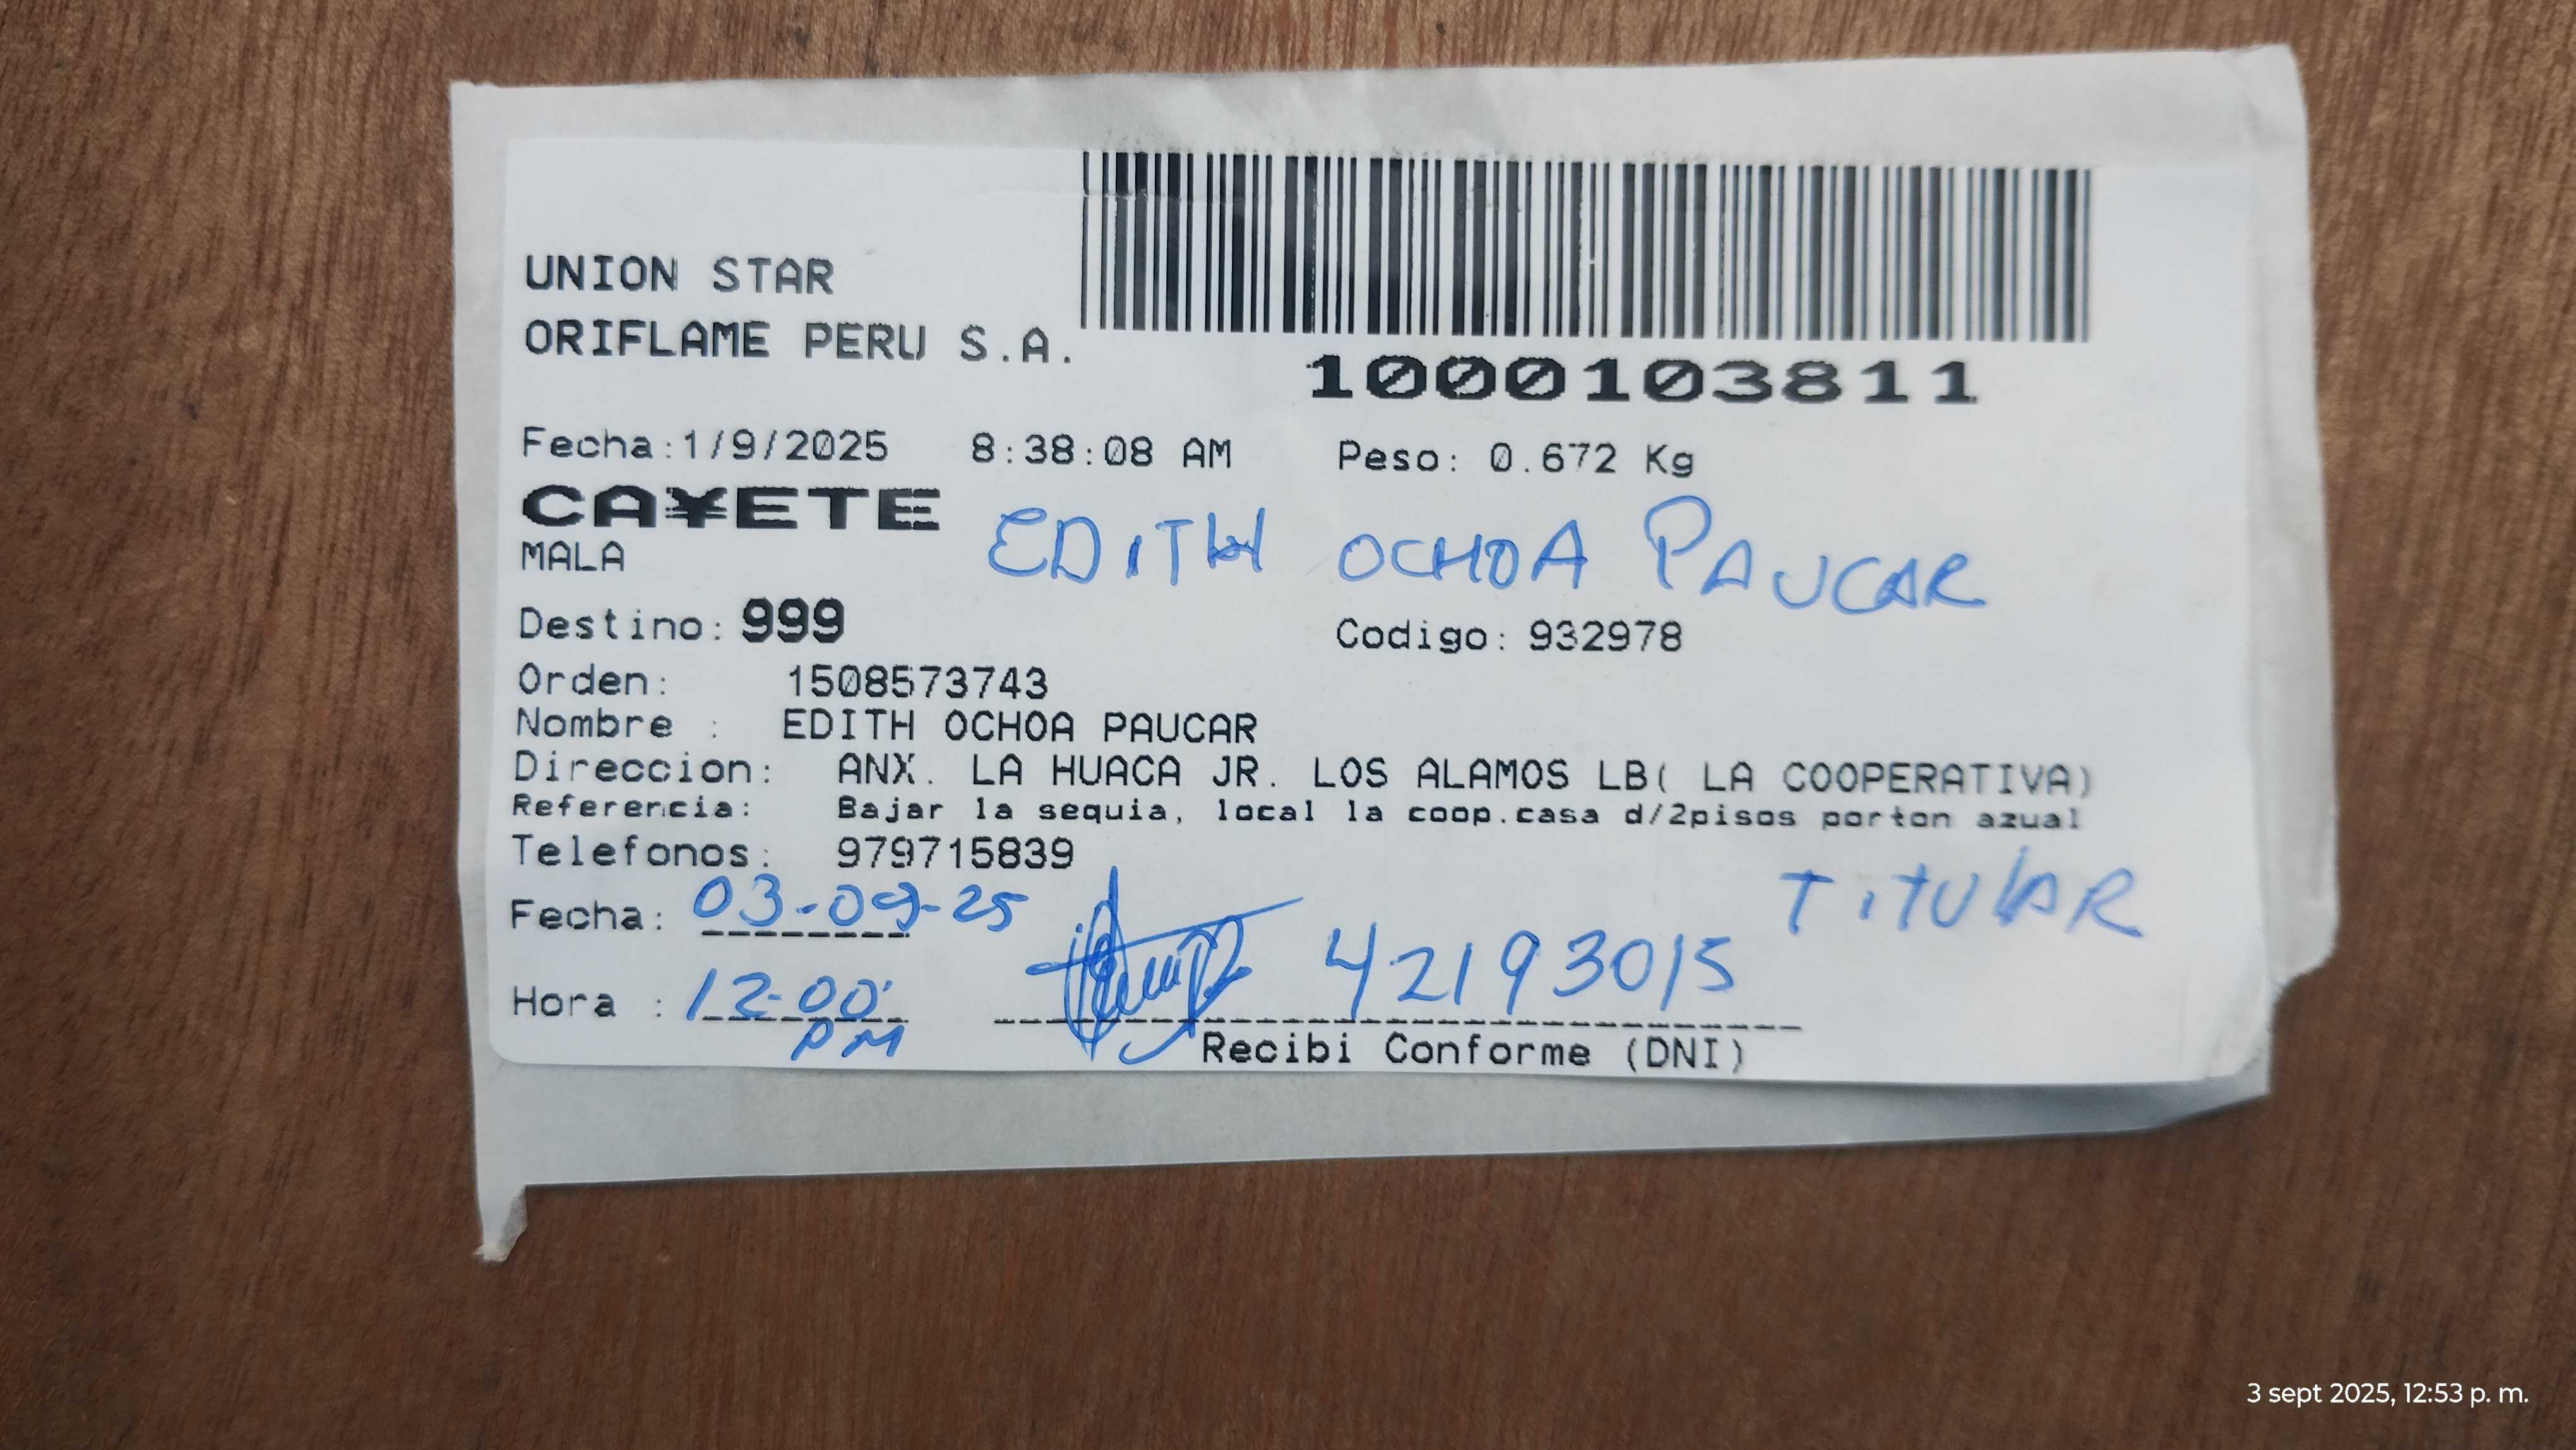 UNION STAR
ORIFLAME PERU S.A.
1000103811
Fecha:1/9/2025 8:38:08 AM Peso: 0.672 Kg
CA¥ETE
EDITH OCHOA PAUCAR
MALA
Destino: 999 Codigo: 932978
Orden: 1508573743
Nombre : EDITH OCHOA PAUCAR
Direccion: ANX. LA HUACA JR. LOS ALAMOS LB( LA COOPERATIVA)
Referencia: Bajar la sequia, local la coop.casa d/2pisos porton azual
Telefonos: 979715839
TITULAR
Fecha: 03-09-25
42193015
Hora : 12:00
PM
Recibi Conforme (DNI)
3 sept 2025, 12:53 p. m.